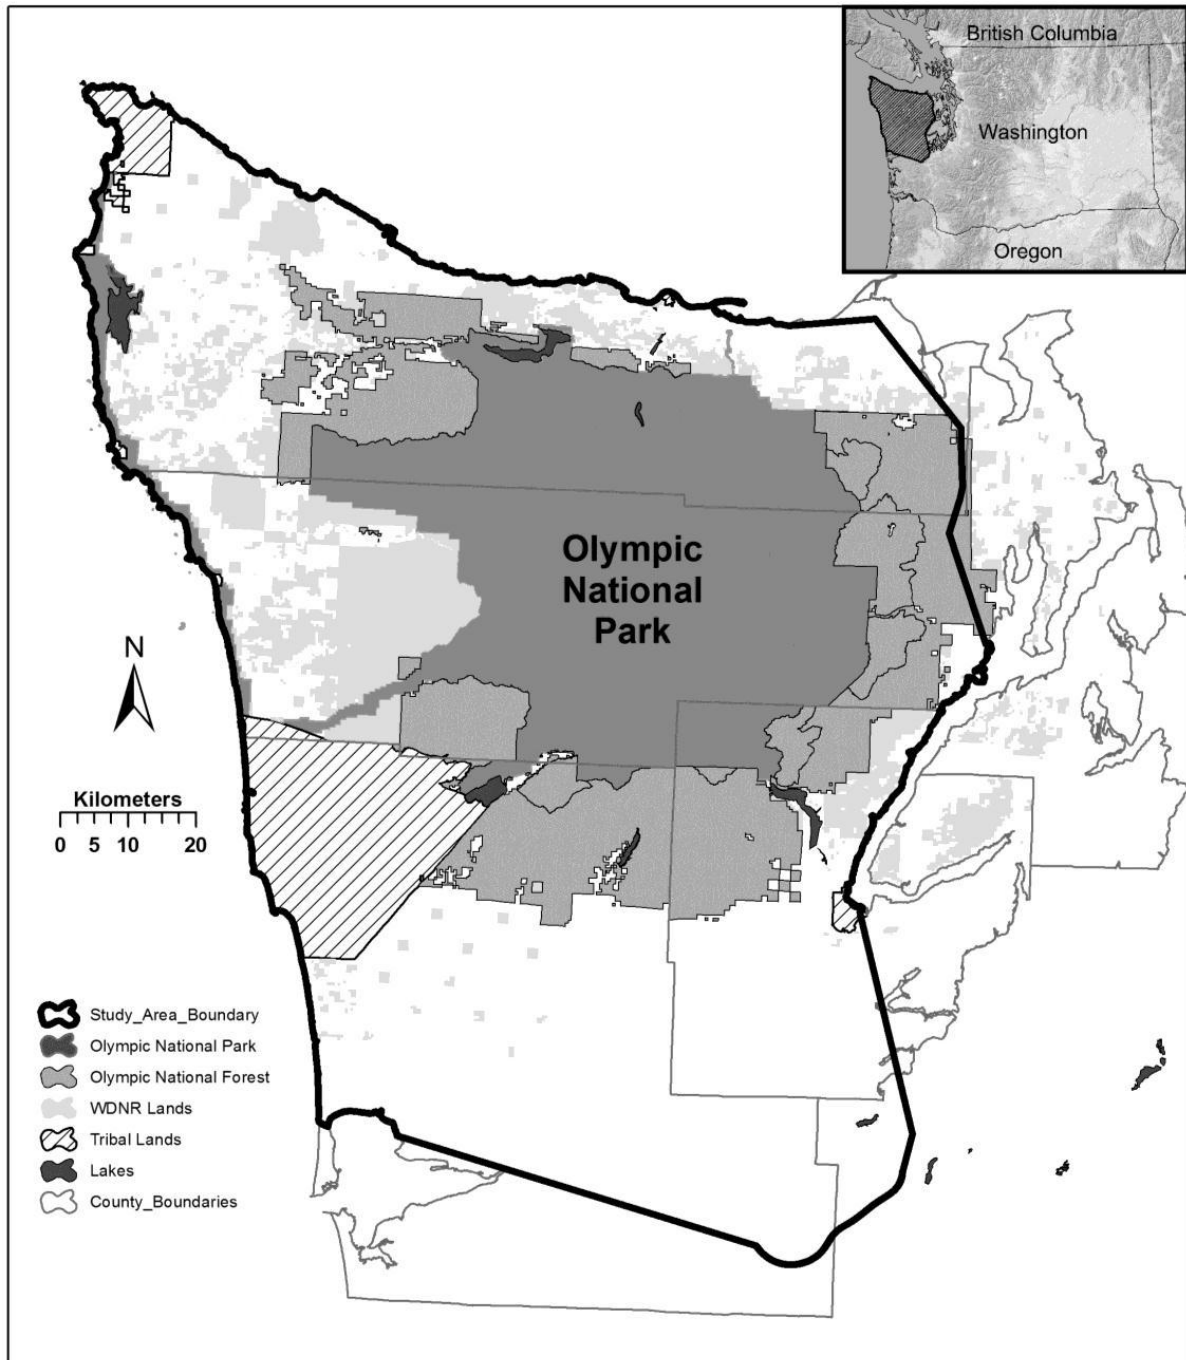 British Columbia
Washington
Oregon
Olympic
National
Park
N
Kilometers
0 5 10 20
Study_Area_Boundary
Olympic National Park
Olympic National Forest
WDNR Lands
Tribal Lands
Lakes
County_Boundaries